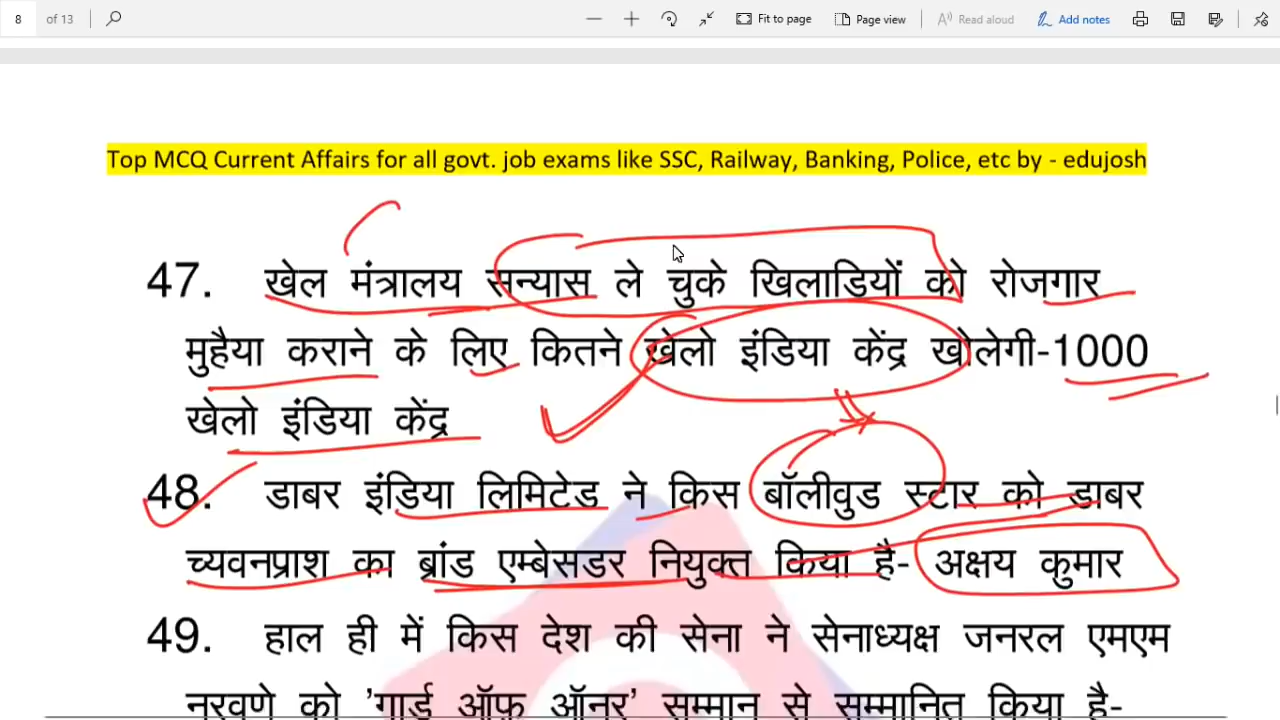 8 of 13 Fit to page Page view Read aloud Add notes
Top MCQ Current Affairs for all govt. job exams like SSC, Railway, Banking, Police, etc by - edujosh
47. खेल मंत्रालय सन्यास ले चुके खिलाडियों को रोजगार
मुहैया कराने के लिए कितने खेलो इंडिया केंद्र खोलेगी-1000
खेलो इंडिया केंद्र
48. डाबर इंडिया लिमिटेड ने किस बॉलीवुड स्टार को डाबर
च्यवनप्राश का ब्रांड एम्बेसडर नियुक्त किया है- अक्षय कुमार
49. हाल ही में किस देश की सेना ने सेनाध्यक्ष जनरल एमएम
नरवणे को 'गार्ड ऑफ ऑनर' सम्मान से सम्मानित किया है-